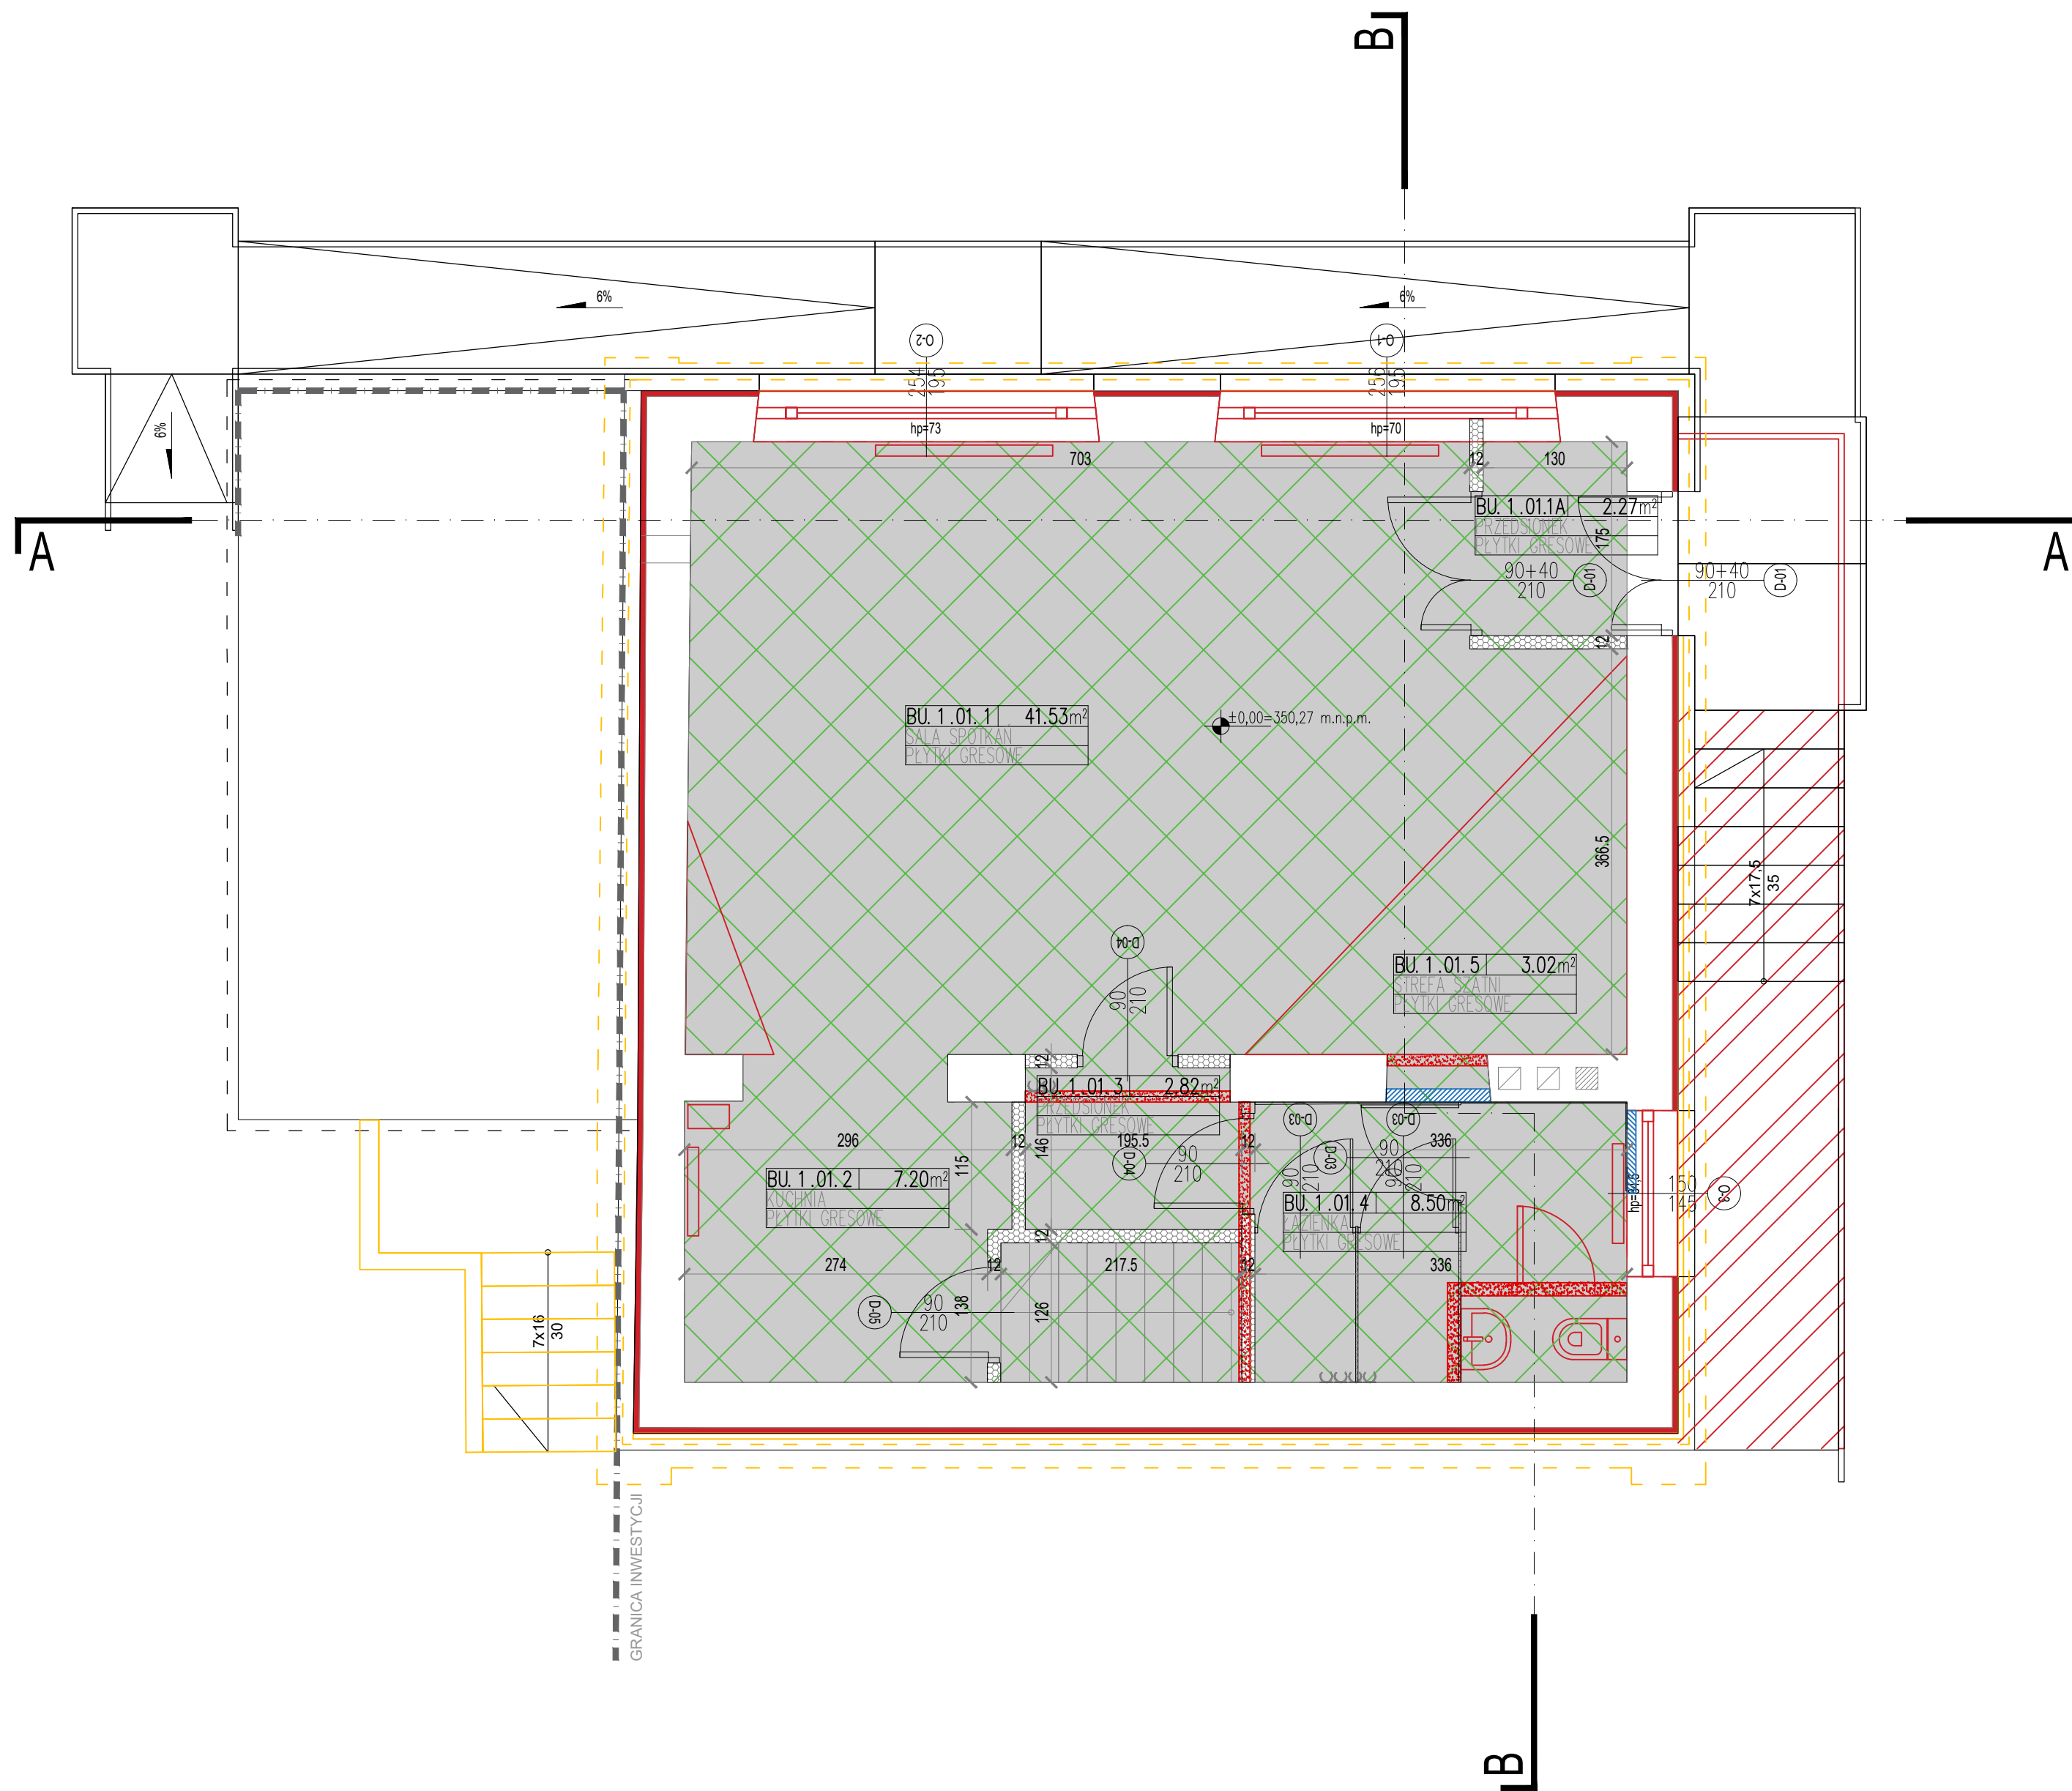 B
6%
6%
6%
O-2
254
195
O-1
256
195
hp=73
hp=70
703
12
130
A
A
BU. 1 .01.1A 2.27m²
PRZEDSIONEK
PŁYTKI GRESOWE
175
90+40
210
D-01
90+40
210
D-01
12
BU. 1 .01. 1 41.53m²
SALA SPOTKAŃ
PŁYTKI GRESOWE
±0,00=350,27 m.n.p.m.
366.5
7x17,5
35
D-04
90
210
BU. 1 .01. 5 3.02m²
STREFA SZATNI
PŁYTKI GRESOWE
12
BU. 1 .01. 3 2.82m²
PRZEDSIONEK
PŁYTKI GRESOWE
D-03
D-03
296
12
146
195.5
12
336
115
D-04
90
210
D-03
90
210
90
210
90
210
BU. 1 .01. 2 7.20m²
KUCHNIA
PŁYTKI GRESOWE
BU. 1 .01. 4 8.50m²
ŁAZIENKA
PŁYTKI GRESOWE
150
145
O-3
12
274
12
217.5
12
336
D-05
90
210
138
126
7x16
30
GRANICA INWESTYCJI
B